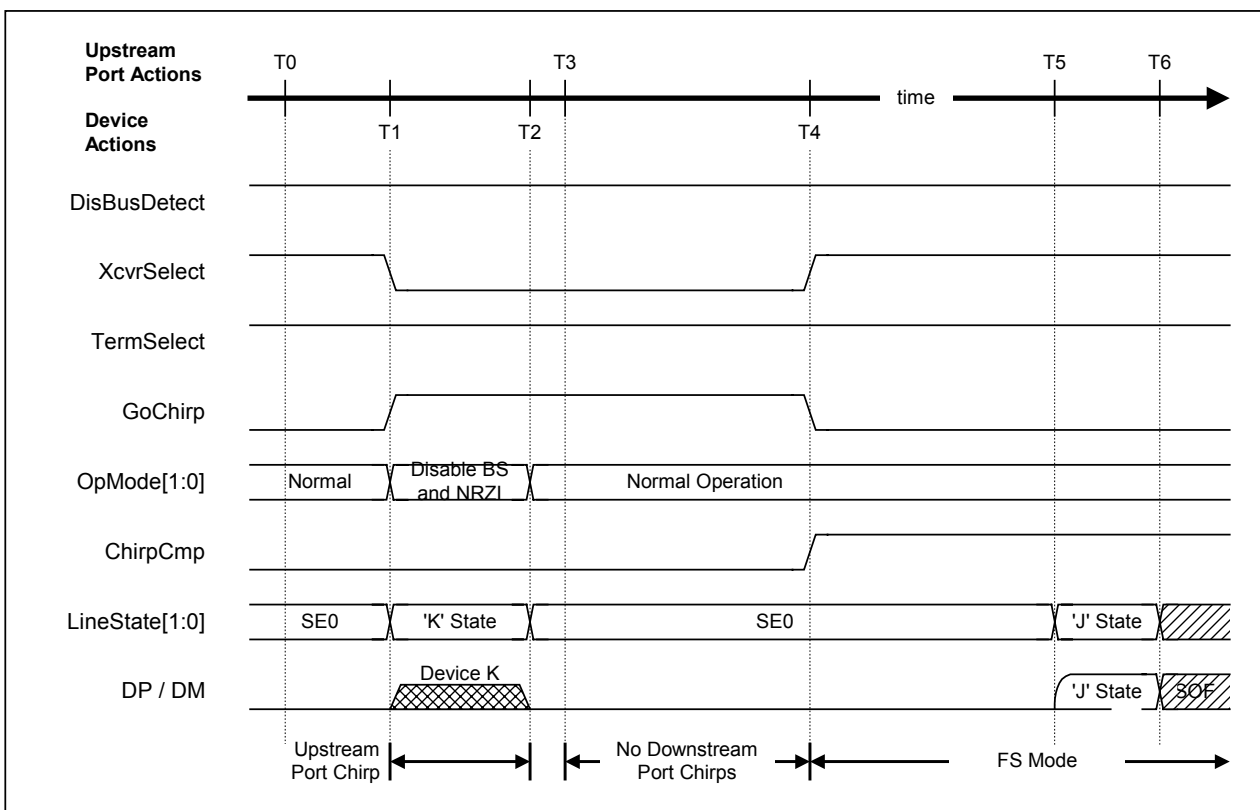 Upstream
Port Actions
T0
T3
T5
T6
time
Device
Actions
T1
T2
T4
DisBusDetect
XcvrSelect
TermSelect
GoChirp
OpMode[1:0]
Normal
Disable BS
and NRZI
Normal Operation
ChirpCmp
LineState[1:0]
SE0
'K' State
SE0
'J' State
DP / DM
Device K
'J' State
SOF
Upstream
Port Chirp
No Downstream
Port Chirps
FS Mode